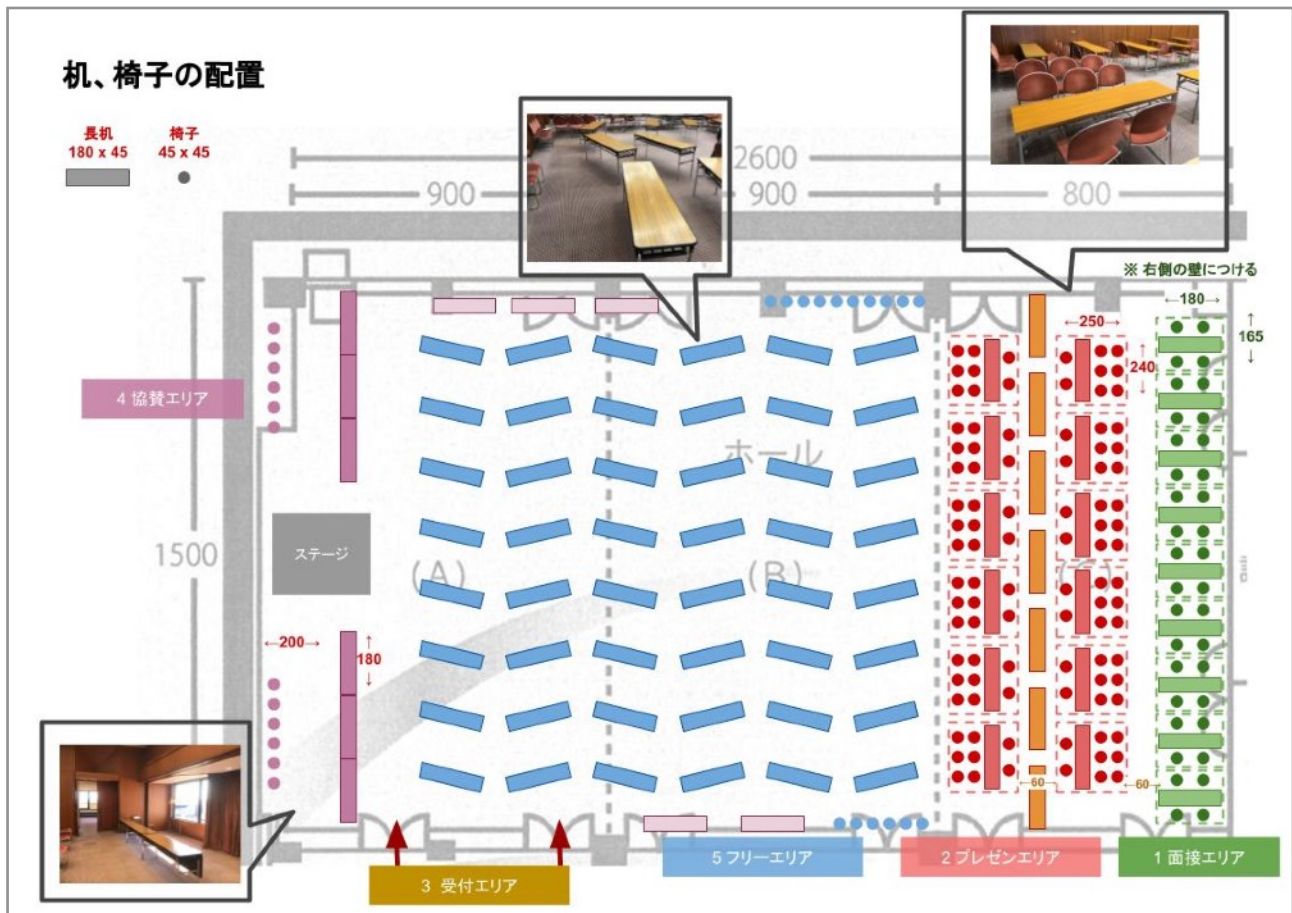 机、椅子の配置
長机
180 x 45
椅子
45 x 45
2600
900
900
800
※ 右側の壁につける
←180→
↑
165
↓
←250→
↑
240
↓
4 協賛エリア
ホール
1500
ステージ
(A)
(B)
(C)
←200→
↑
180
↓
←60→
←60→
3 受付エリア
5 フリーエリア
2 プレゼンエリア
1 面接エリア